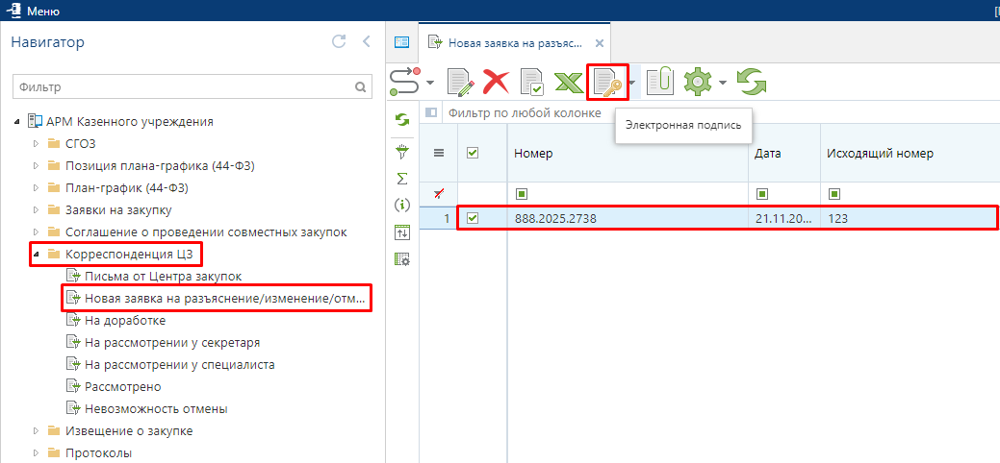 Меню
Навигатор
Новая заявка на разъяс...
Фильтр
Фильтр по любой колонке
Электронная подпись
АРМ Казенного учреждения
СГОЗ
Позиция плана-графика (44-ФЗ)
План-график (44-ФЗ)
Заявки на закупку
Соглашение о проведении совместных закупок
Корреспонденция ЦЗ
Письма от Центра закупок
Новая заявка на разъяснение/изменение/отм...
На доработке
На рассмотрении у секретаря
На рассмотрении у специалиста
Рассмотрено
Невозможность отмены
Извещение о закупке
Протоколы
Номер Дата Исходящий номер
1 888.2025.2738 21.11.20... 123